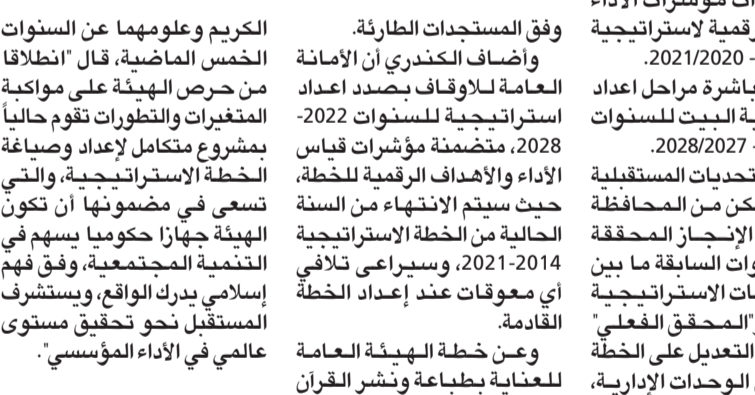 ات مؤشرات الأداء
رقمية لاستراتيجية
- 2021/2020.
باشرة مراحل اعداد
ـة البيت للسنوات
- 2028/2027.
تحديات المستقبلية
كن من المحافظة
الإنجاز المحققة
وات السابقة ما بين
ات الاستراتيجية
"المحقق الفعلي"
التعديل على الخطة
الوحدات الإدارية،
وفق المستجدات الطارئة.
وأضاف الكندري أن الأمانة
العامة للاوقاف بصدد اعداد
استراتيجية للسنوات 2022-
2028، متضمنة مؤشرات قياس
الأداء والأهداف الرقمية للخطة،
حيث سيتم الانتهاء من السنة
الحالية من الخطة الاستراتيجية
2014-2021، وسيراعى تلافي
أي معوقات عند إعداد الخطة
القادمة.
وعن خطة الهيئة العامة
للعناية بطباعة ونشر القرآن
الكريم وعلومهما عن السنوات
الخمس الماضية، قال "انطلاقا
من حرص الهيئة على مواكبة
المتغيرات والتطورات تقوم حالياً
بمشروع متكامل لإعداد وصياغة
الخطة الاستراتيجية، والتي
تسعى في مضمونها أن تكون
الهيئة جهازا حكوميا يسهم في
التنمية المجتمعية، وفق فهم
إسلامي يدرك الواقع، ويستشرف
المستقبل نحو تحقيق مستوى
عالمي في الأداء المؤسسي".